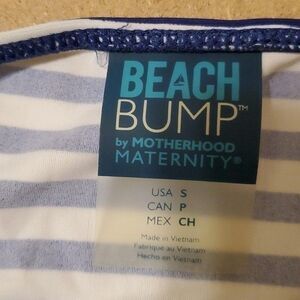 BEACH
BUMP™
by MOTHERHOOD
MATERNITY®
USA S
CAN P
MEX CH
Made in Vietnam
Fabriqué au Vietnam
Hecho en Vietnam